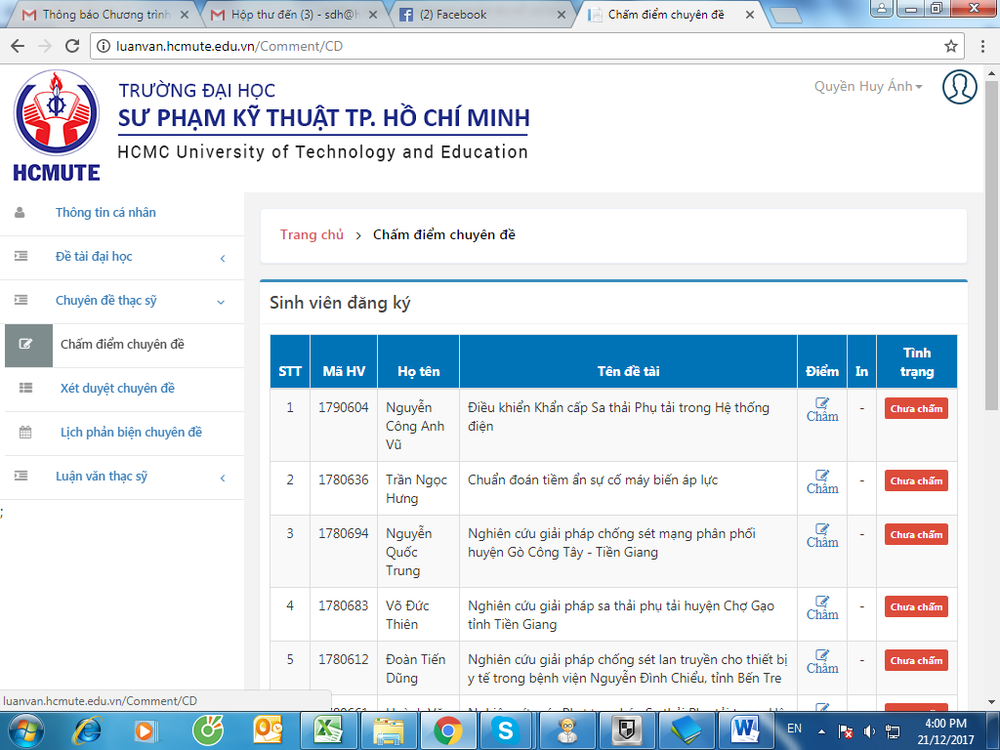 Thông báo Chương trình
Hộp thư đến (3) - sdh@h
(2) Facebook
Chấm điểm chuyên đề
luanvan.hcmute.edu.vn/Comment/CD
TRƯỜNG ĐẠI HỌC
SƯ PHẠM KỸ THUẬT TP. HỒ CHÍ MINH
HCMC University of Technology and Education
HCMUTE
Quyền Huy Ánh
Thông tin cá nhân
Đề tài đại học
Chuyên đề thạc sỹ
Chấm điểm chuyên đề
Xét duyệt chuyên đề
Lịch phản biện chuyên đề
Luận văn thạc sỹ
;
Trang chủ > Chấm điểm chuyên đề
Sinh viên đăng ký
STT Mã HV Họ tên Tên đề tài Điểm In Tình
trạng
1 1790604 Nguyễn Điều khiển Khẩn cấp Sa thải Phụ tải trong Hệ thống Chấm - Chưa chấm
Công Anh điện
Vũ
2 1780636 Trần Ngọc Chuẩn đoán tiềm ẩn sự cố máy biến áp lực Chấm - Chưa chấm
Hưng
3 1780694 Nguyễn Nghiên cứu giải pháp chống sét mạng phân phối Chấm - Chưa chấm
Quốc huyện Gò Công Tây - Tiền Giang
Trung
4 1780683 Võ Đức Nghiên cứu giải pháp sa thải phụ tải huyện Chợ Gạo Chấm - Chưa chấm
Thiên tỉnh Tiền Giang
5 1780612 Đoàn Tiến Nghiên cứu giải pháp chống sét lan truyền cho thiết bị Chấm - Chưa chấm
Dũng y tế trong bệnh viện Nguyễn Đình Chiểu, tỉnh Bến Tre
luanvan.hcmute.edu.vn/Comment/CD
EN
4:00 PM
21/12/2017